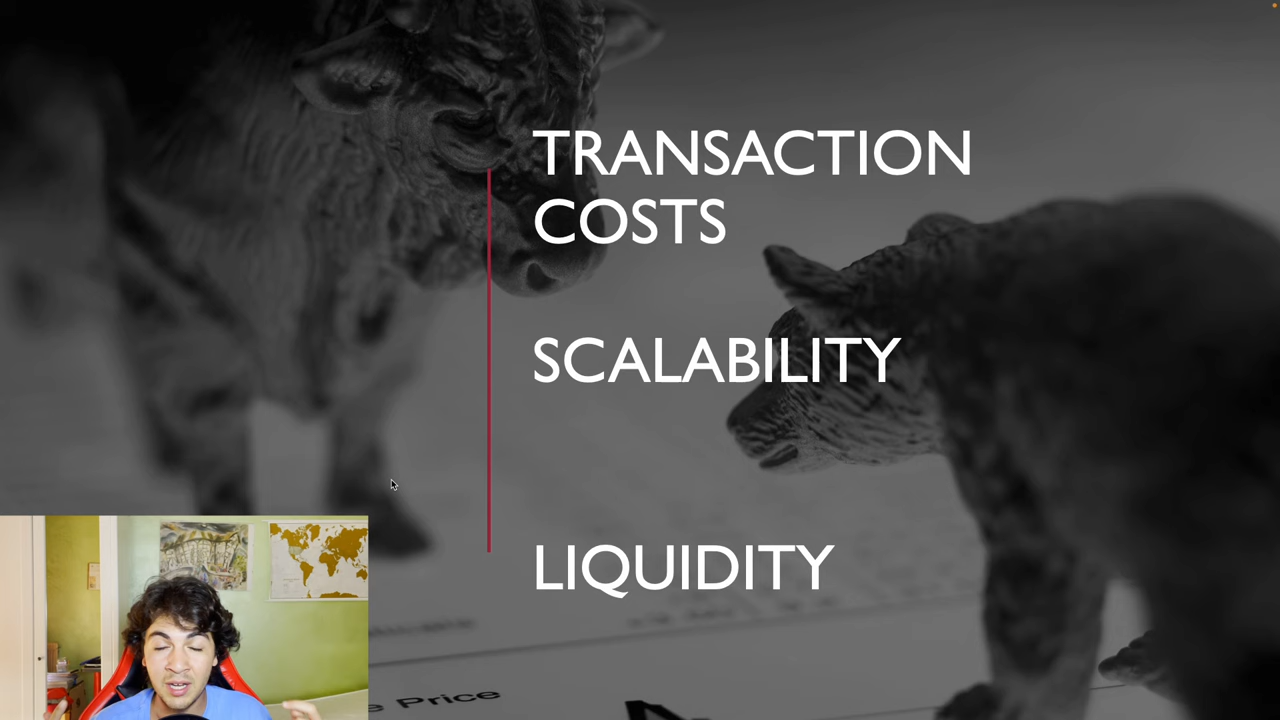 TRANSACTION
COSTS
SCALABILITY
LIQUIDITY
e Price